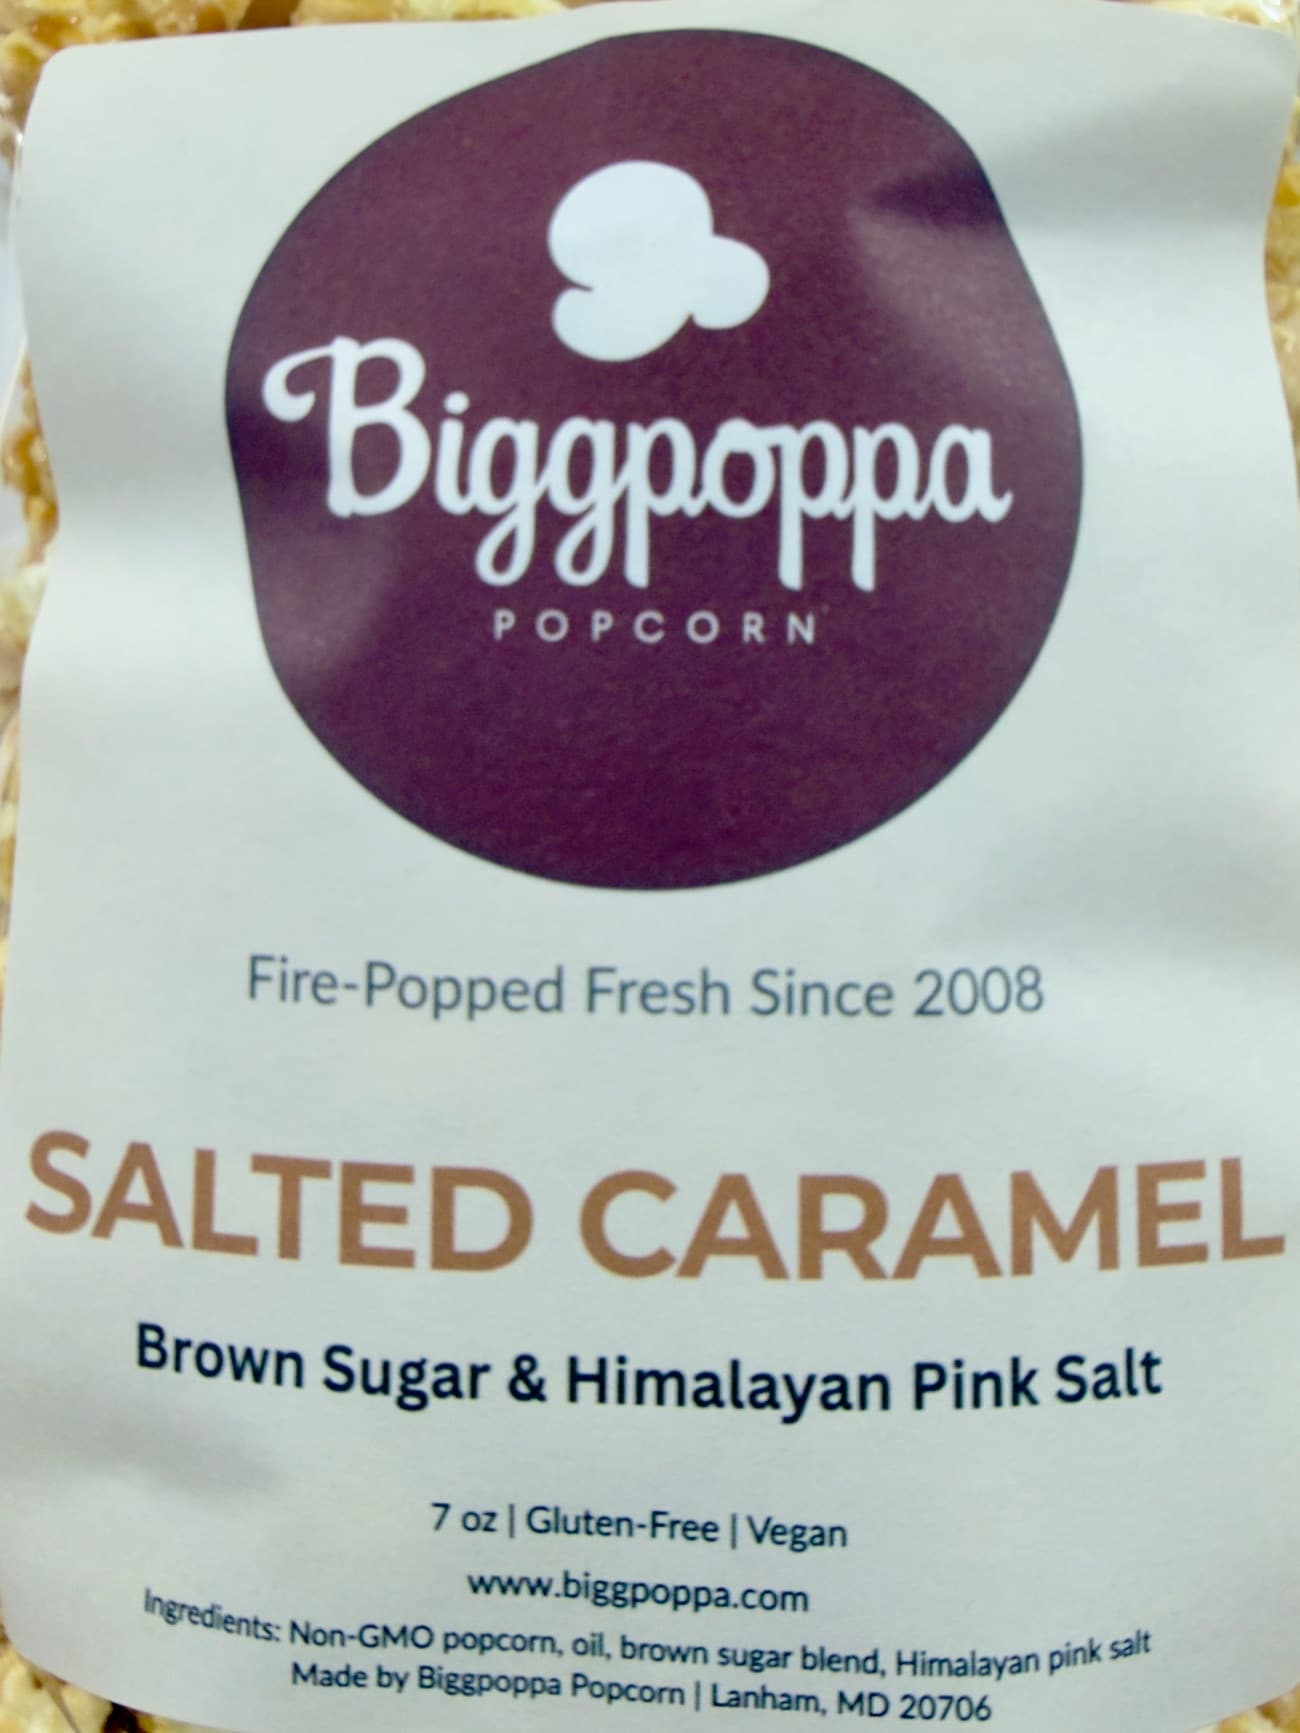 Biggpoppa
POPCORN
Fire-Popped Fresh Since 2008
SALTED CARAMEL
Brown Sugar & Himalayan Pink Salt
7 oz | Gluten-Free | Vegan
www.biggpoppa.com
Ingredients: Non-GMO popcorn, oil, brown sugar blend, Himalayan pink salt
Made by Biggpoppa Popcorn | Lanham, MD 20706